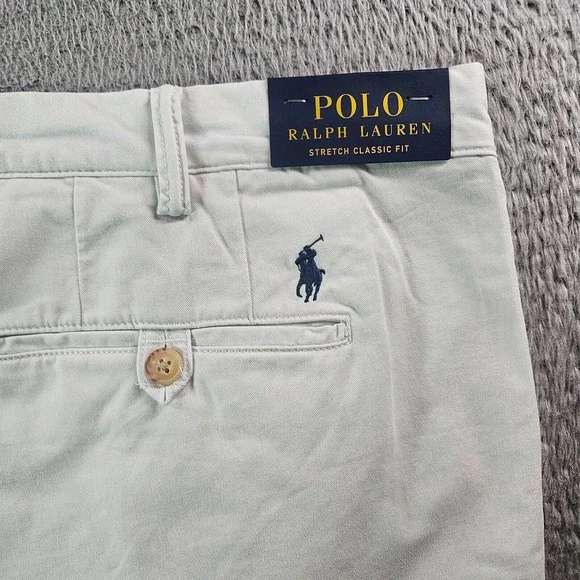 POLO
RALPH LAUREN
STRETCH CLASSIC FIT